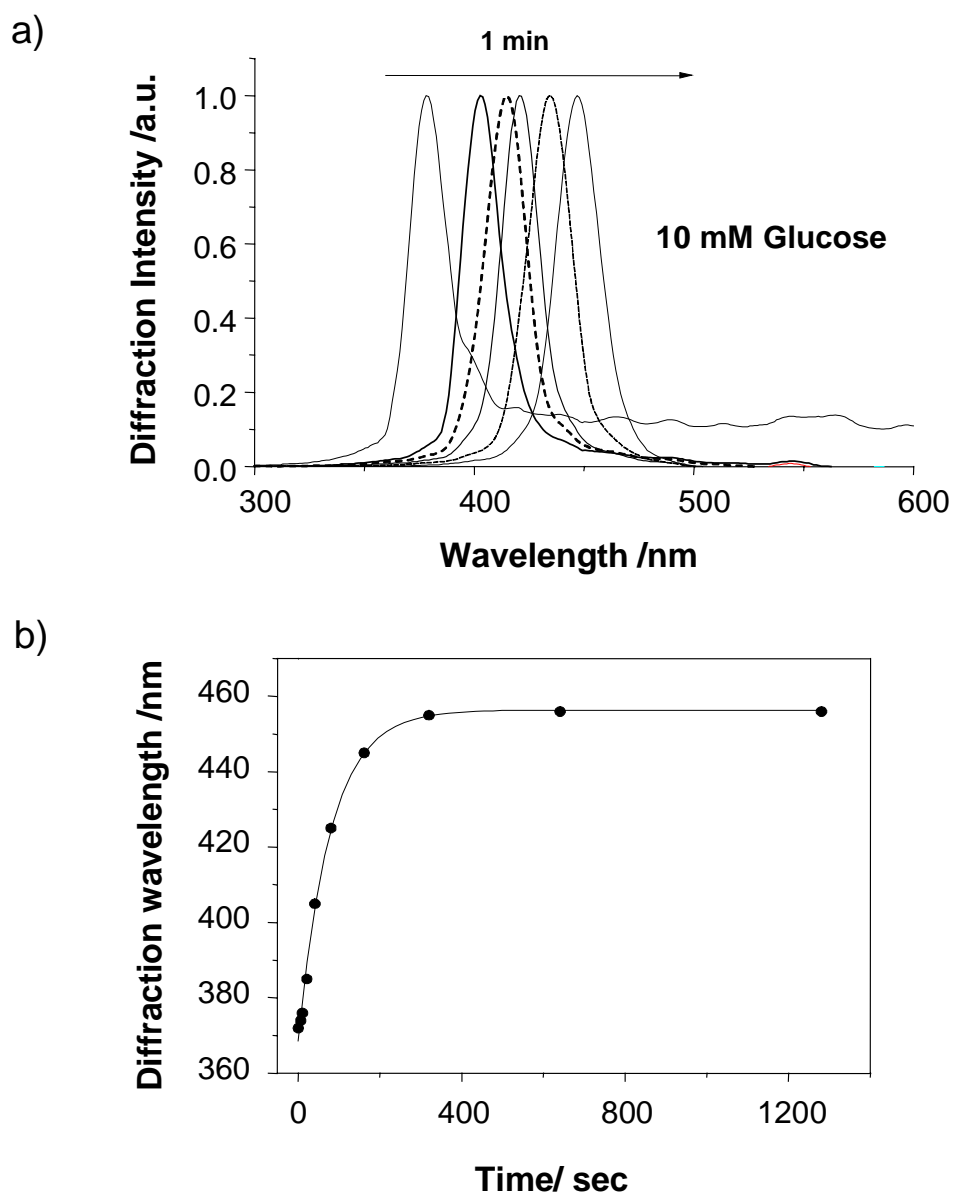 a)
1 min
Diffraction Intensity /a.u.
1.0
0.8
0.6
0.4
0.2
0.0
10 mM Glucose
300 400 500 600
Wavelength /nm
b)
Diffraction wavelength /nm
460
440
420
400
380
360
0 400 800 1200
Time/ sec